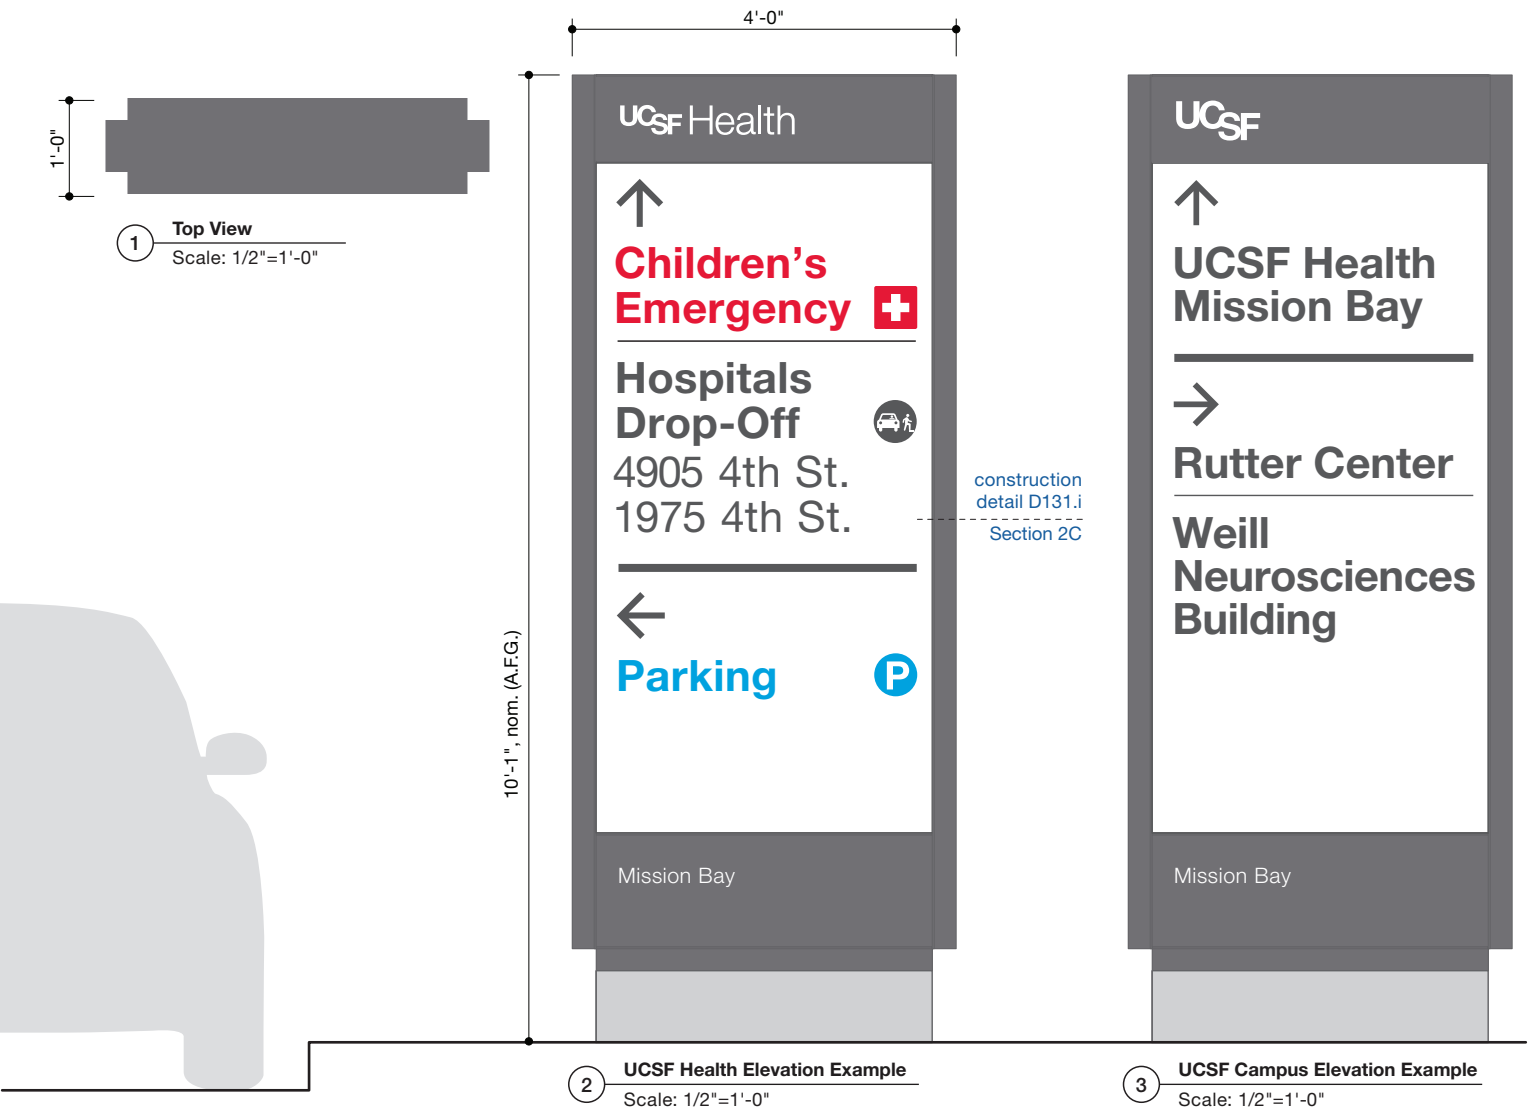 4'-0"
1'-0"
1
Top View
Scale: 1/2"=1'-0"
10'-1", nom. (A.F.G.)
UCSF Health
Children's
Emergency
Hospitals
Drop-Off
4905 4th St.
1975 4th St.
Parking
P
Mission Bay
construction
detail D131.i
Section 2C
2
UCSF Health Elevation Example
Scale: 1/2"=1'-0"
UCSF
UCSF Health
Mission Bay
Rutter Center
Weill
Neurosciences
Building
Mission Bay
3
UCSF Campus Elevation Example
Scale: 1/2"=1'-0"